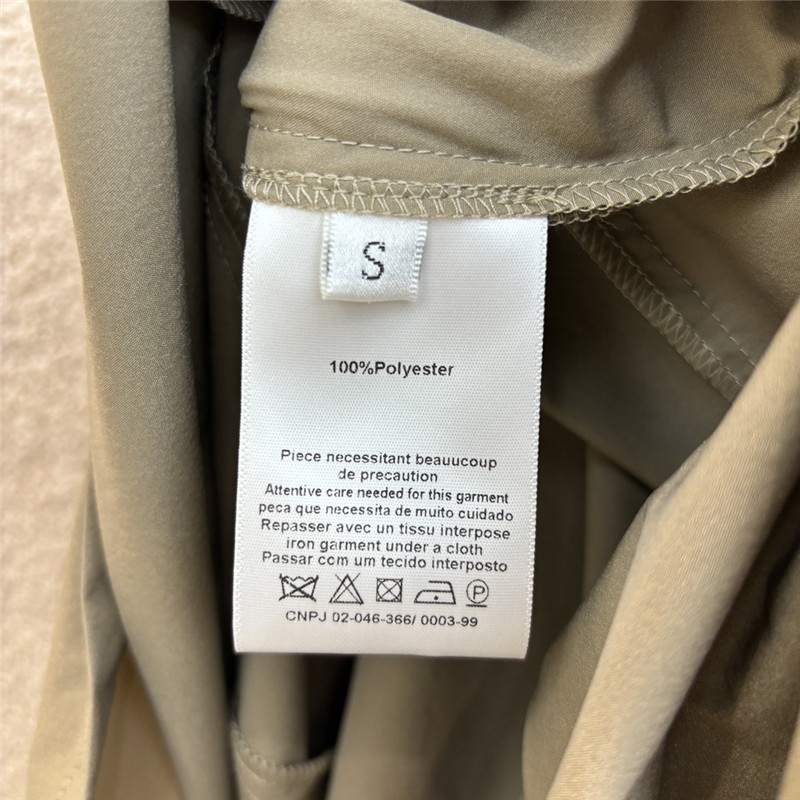 S
100%Polyester
Piece necessitant beauucoup
de precaution
Attentive care needed for this garment
peca que necessita de muito cuidado
Repasser avec un tissu interpose
iron garment under a cloth
Passar com um tecido interposto
P
CNPJ 02-046-366/ 0003-99